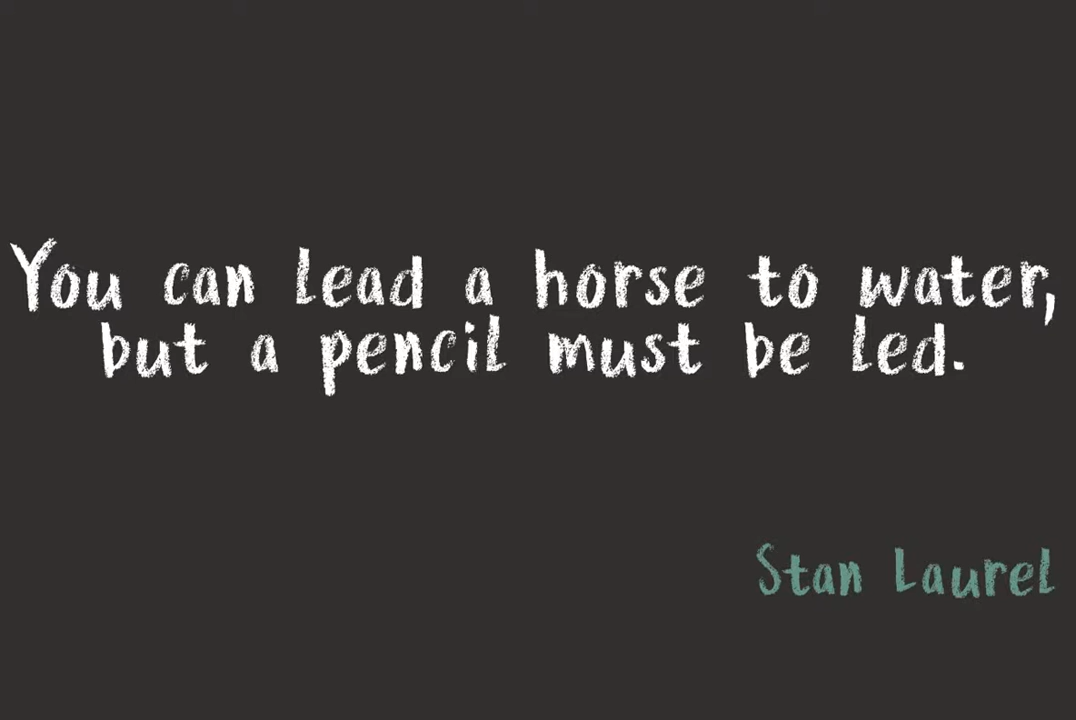 You can lead a horse to water,
but a pencil must be led.
Stan Laurel